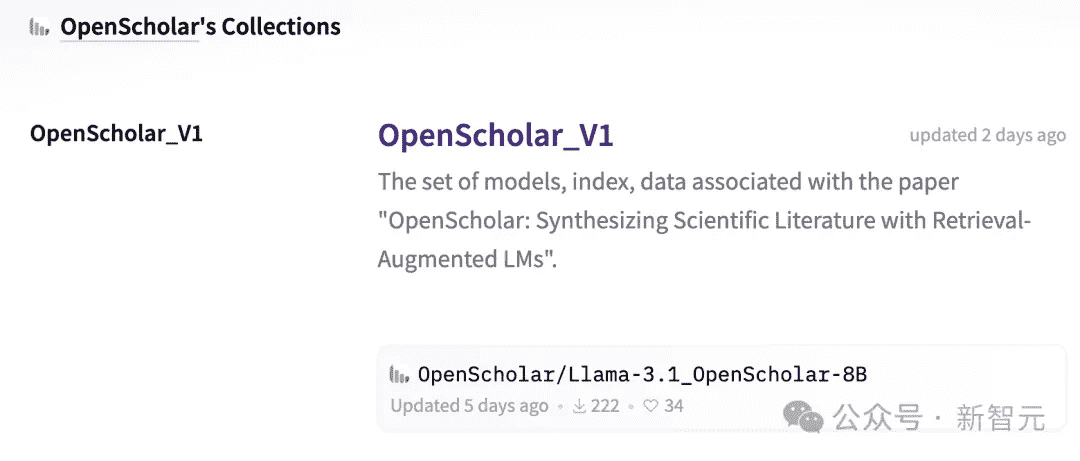 OpenScholar's Collections
OpenScholar_V1
OpenScholar_V1
updated 2 days ago
The set of models, index, data associated with the paper
"OpenScholar: Synthesizing Scientific Literature with Retrieval-
Augmented LMs".
OpenScholar/Llama-3.1_OpenScholar-8B
Updated 5 days ago • 222 • 34
公众号 · 新智元